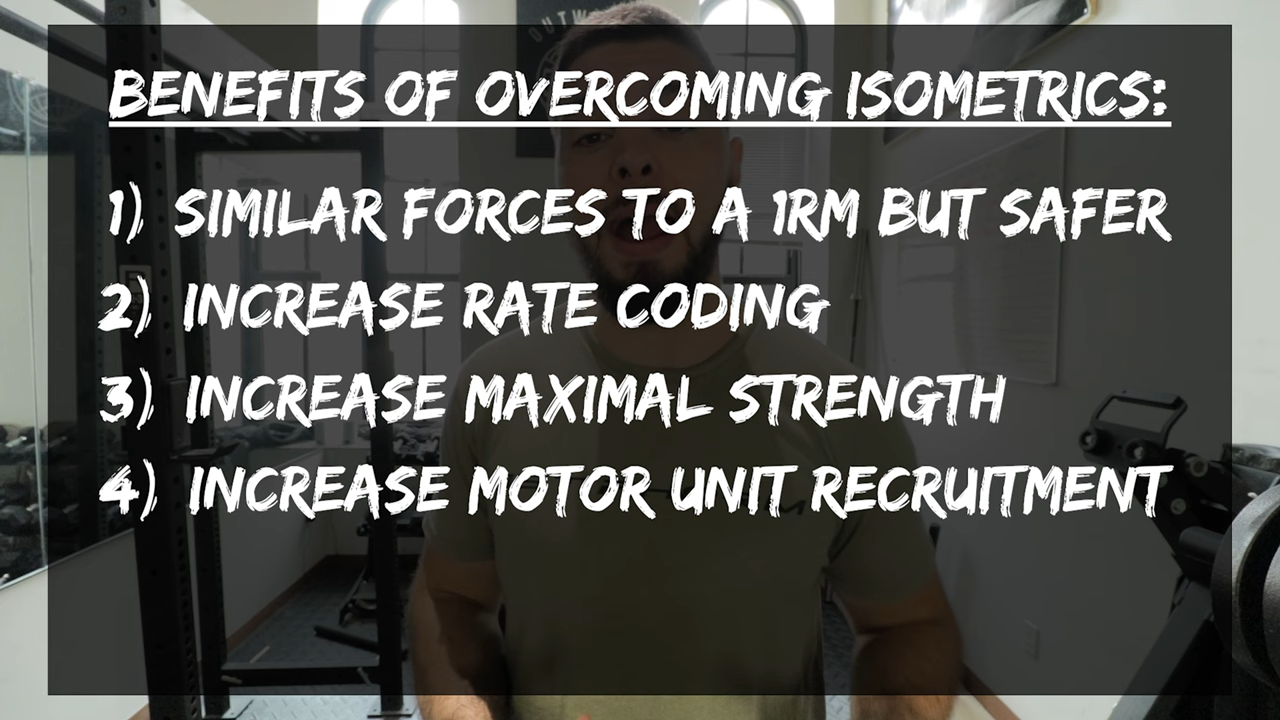 OUTW
BENEFITS OF OVERCOMING ISOMETRICS:
1) SIMILAR FORCES TO A 1RM BUT SAFER
2) INCREASE RATE CODING
3) INCREASE MAXIMAL STRENGTH
4) INCREASE MOTOR UNIT RECRUITMENT